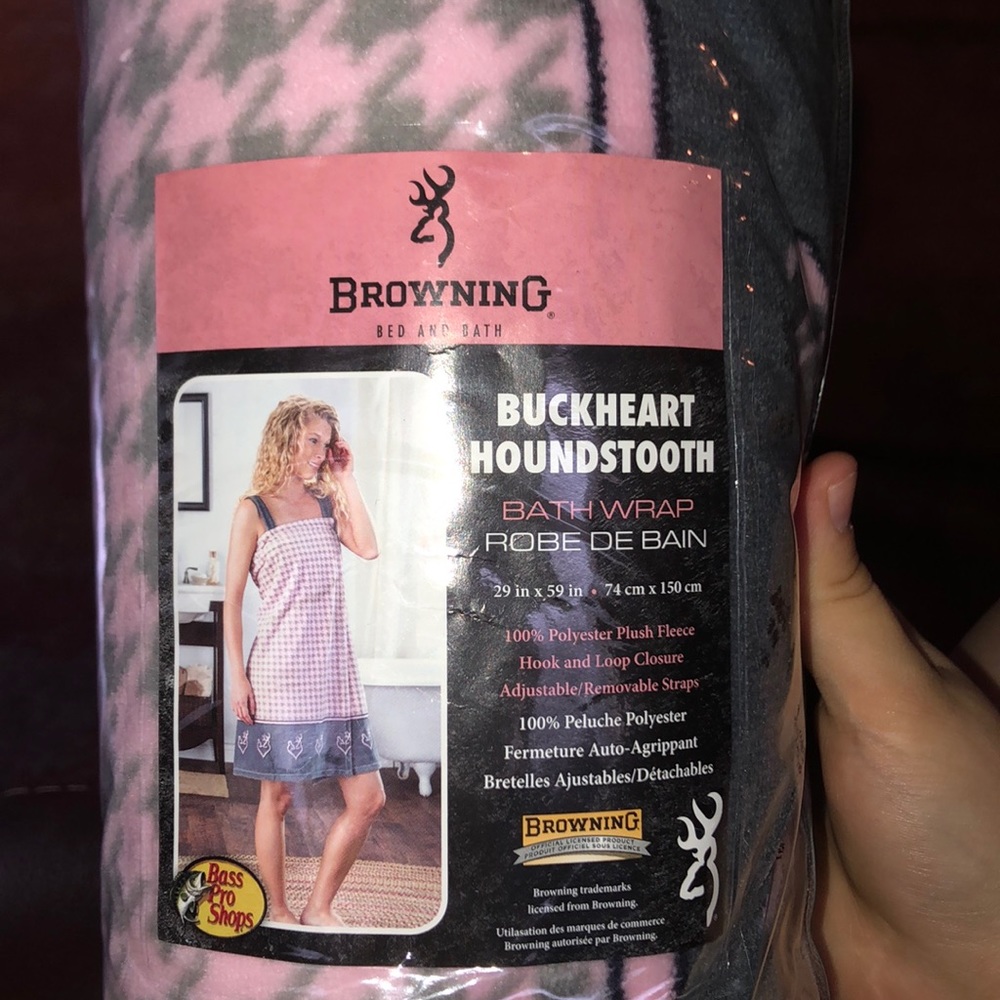 BROWNING®
BED AND BATH
BUCKHEART
HOUNDSTOOTH
BATH WRAP
ROBE DE BAIN
29 in x 59 in • 74 cm x 150 cm
100% Polyester Plush Fleece
Hook and Loop Closure
Adjustable/Removable Straps
100% Peluche Polyester
Fermeture Auto-Agrippant
Bretelles Ajustables/Détachables
BROWNING
OFFICIAL LICENSED PRODUCT
PRODUIT OFFICIEL SOUS LICENCE
Browning trademarks
licensed from Browning.
Utilasation des marques de commerce
Browning autorisée par Browning.
Bass
Pro
Shops